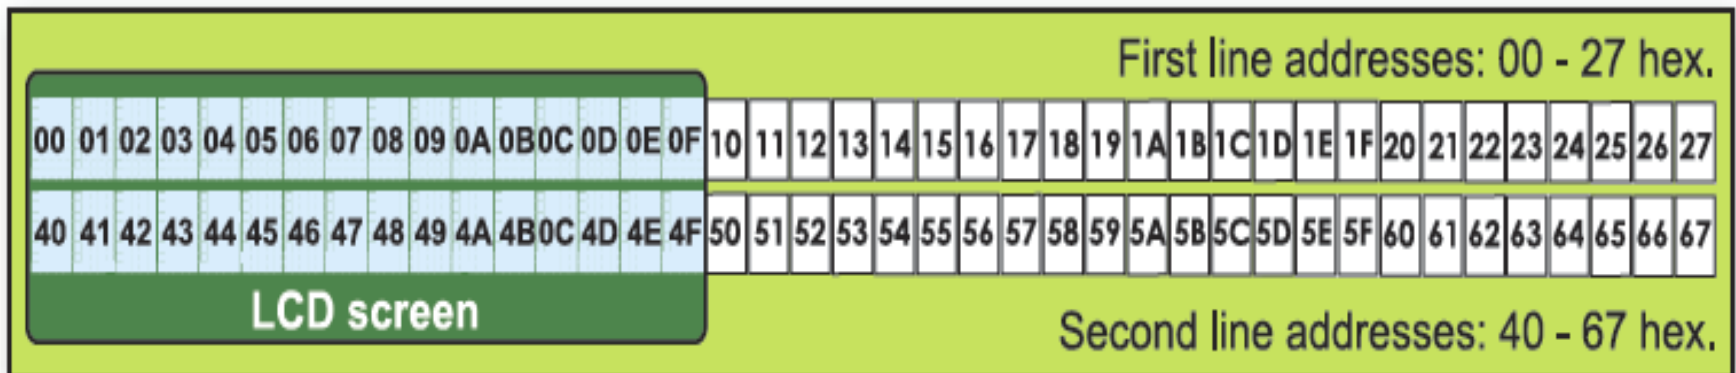 First line addresses: 00 - 27 hex.
00 01 02 03 04 05 06 07 08 09 0A 0B 0C 0D 0E 0F 10 11 12 13 14 15 16 17 18 19 1A 1B 1C 1D 1E 1F 20 21 22 23 24 25 26 27
40 41 42 43 44 45 46 47 48 49 4A 4B 0C 4D 4E 4F 50 51 52 53 54 55 56 57 58 59 5A 5B 5C 5D 5E 5F 60 61 62 63 64 65 66 67
LCD screen
Second line addresses: 40 - 67 hex.